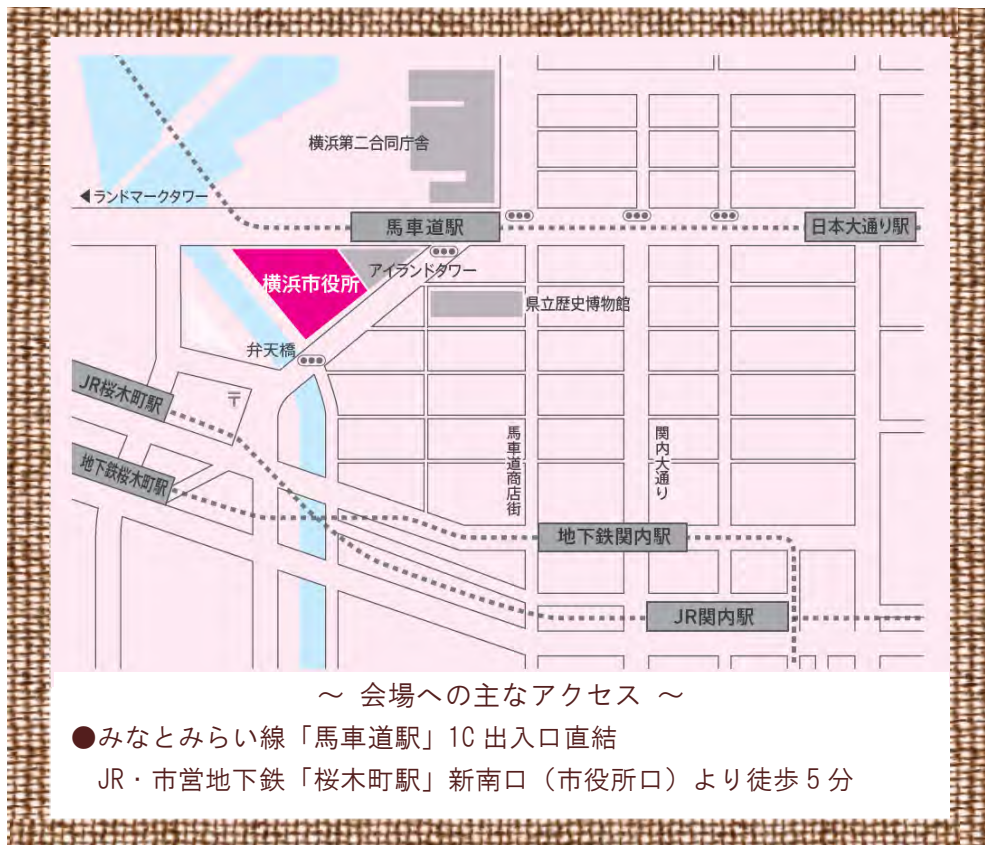 横浜第二合同庁舎
◀ランドマークタワー
馬車道駅
日本大通り駅
横浜市役所
アイランドタワー
県立歴史博物館
弁天橋
JR桜木町駅
〒
地下鉄桜木町駅
馬車道商店街
関内大通り
地下鉄関内駅
JR関内駅
～ 会場への主なアクセス ～
●みなとみらい線「馬車道駅」1C 出入口直結
JR・市営地下鉄「桜木町駅」新南口（市役所口）より徒歩5分